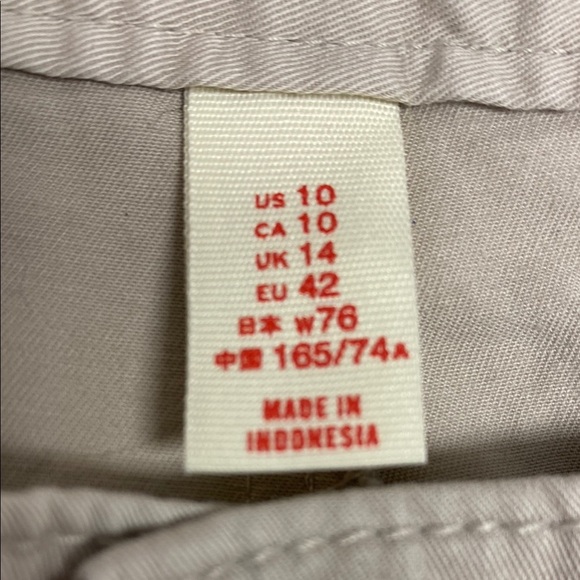 US 10
CA 10
UK 14
EU 42
日本 W76
中国 165/74A
MADE IN
INDONESIA